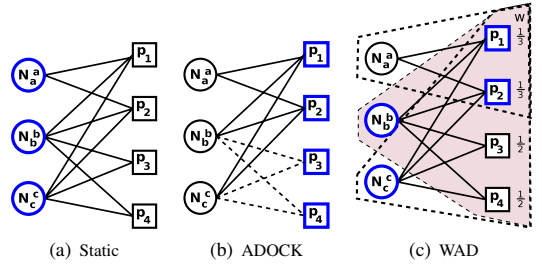 N_a^a
N_b^b
N_c^c
p_1
p_2
p_3
p_4
(a) Static
N_a^a
N_b^b
N_c^c
p_1
p_2
p_3
p_4
(b) ADOCK
w
N_a^a
N_b^b
N_c^c
p_1 1/3
p_2 1/3
p_3 1/2
p_4 1/2
(c) WAD